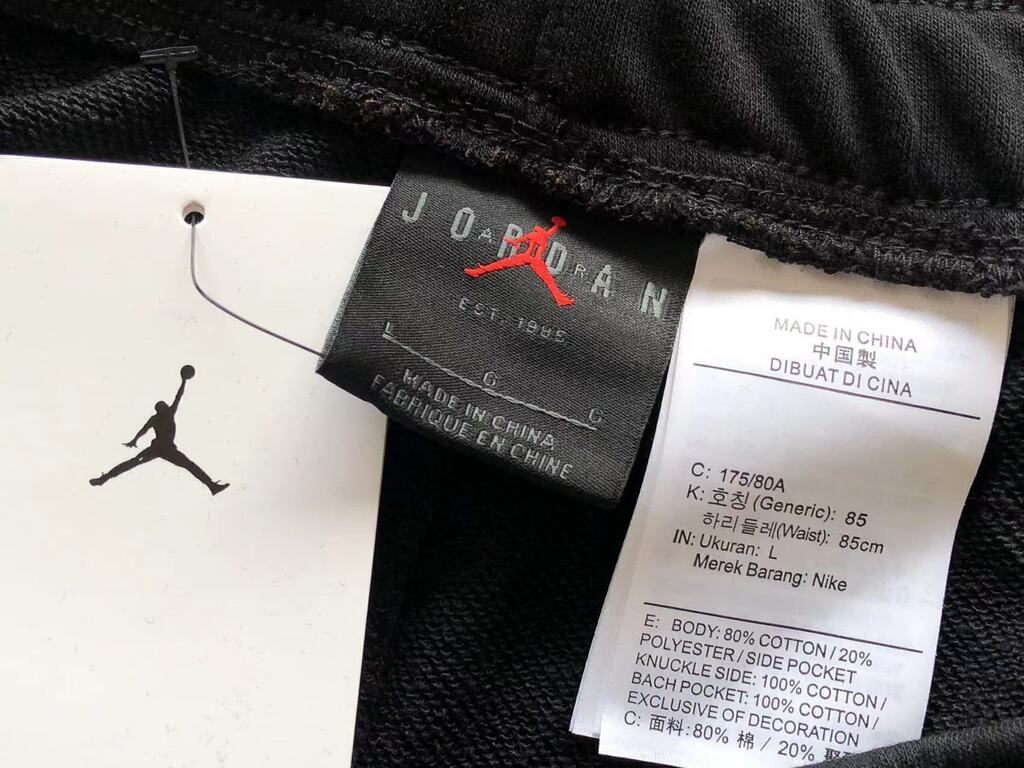 JORDAN
AIR
EST. 1985
L G G
MADE IN CHINA
FABRIQUE EN CHINE
MADE IN CHINA
中国製
DIBUAT DI CINA
C: 175/80A
K: 호칭 (Generic): 85
하리둘레(Waist): 85cm
IN: Ukuran: L
Merek Barang: Nike
E: BODY: 80% COTTON / 20%
POLYESTER / SIDE POCKET
KNUCKLE SIDE: 100% COTTON /
BACH POCKET: 100% COTTON /
EXCLUSIVE OF DECORATION
C: 面料: 80% 棉 / 20%